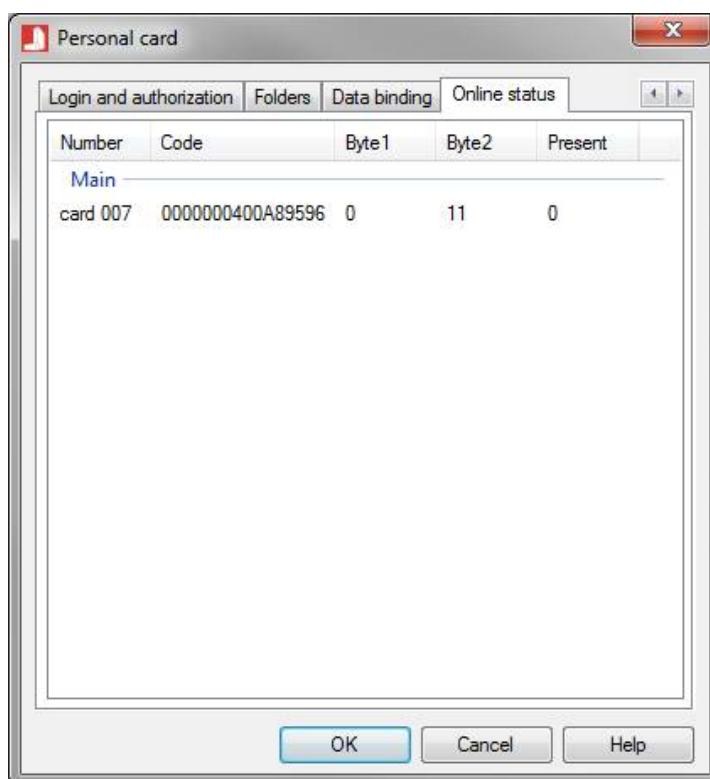 Personal card
Login and authorization Folders Data binding Online status
Number Code Byte1 Byte2 Present
Main
card 007 0000000400A89596 0 11 0
OK Cancel Help